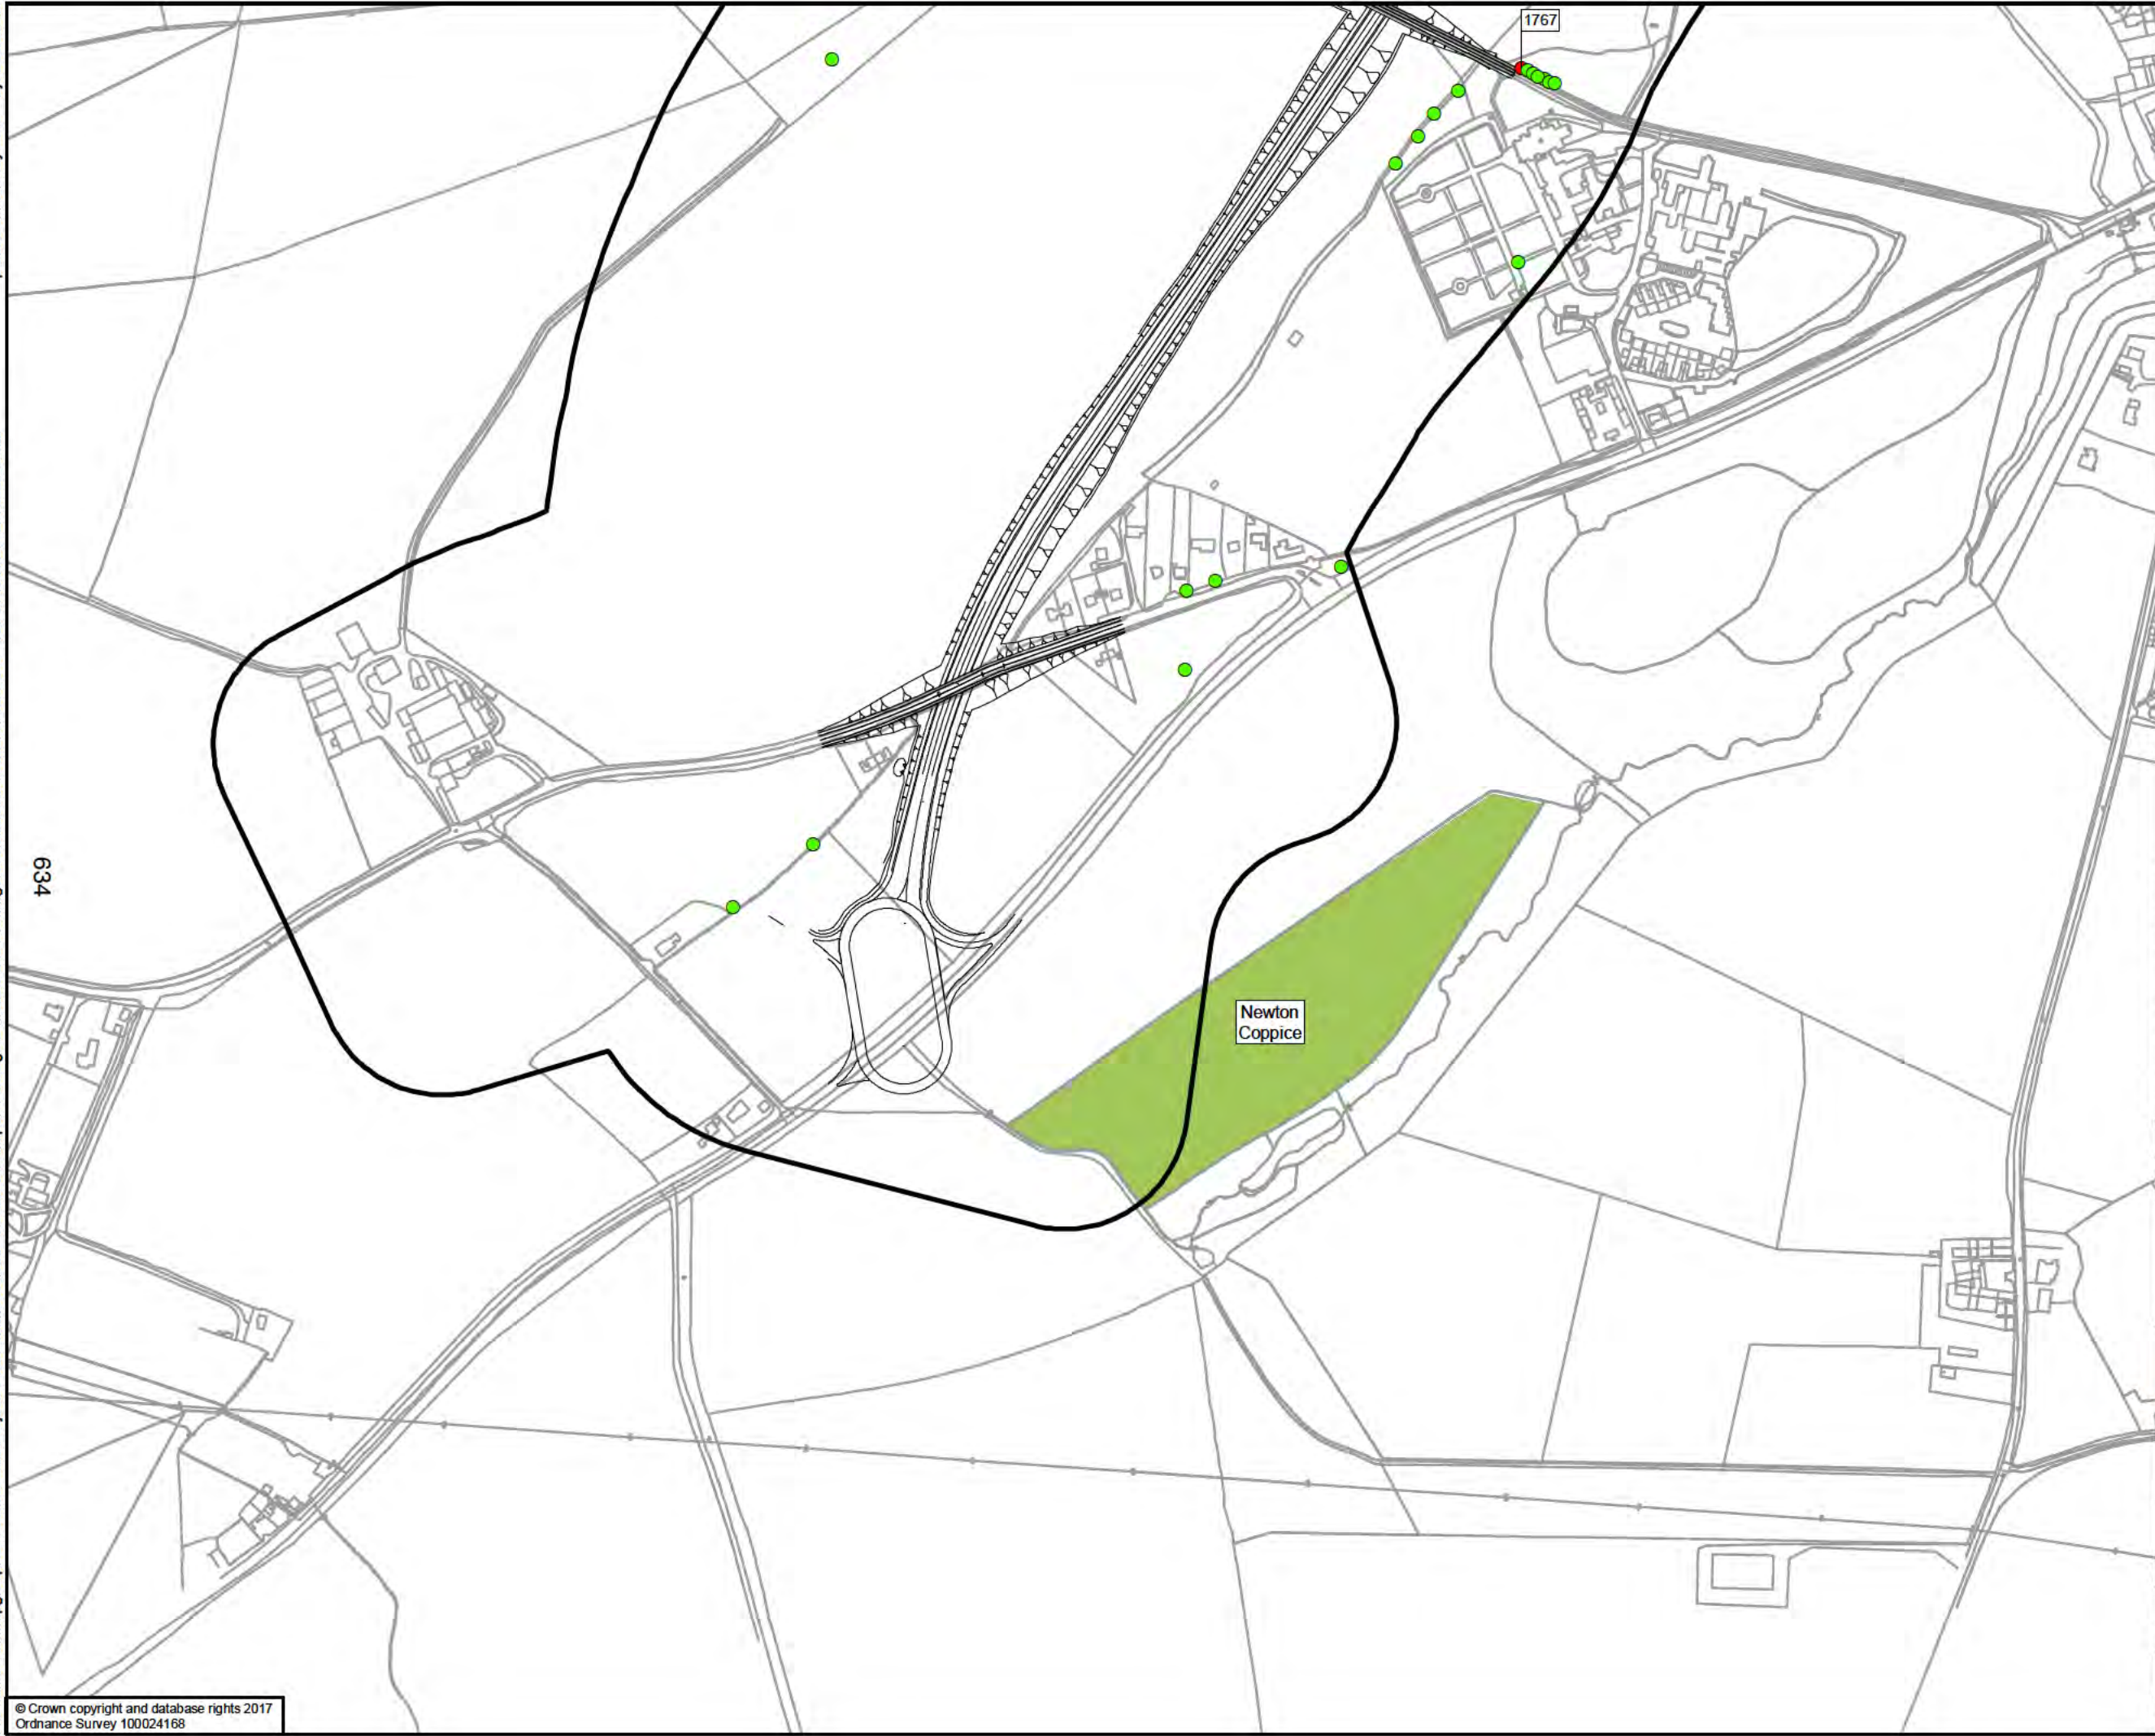 1767
634
Newton
Coppice
© Crown copyright and database rights 2017
Ordnance Survey 100024168